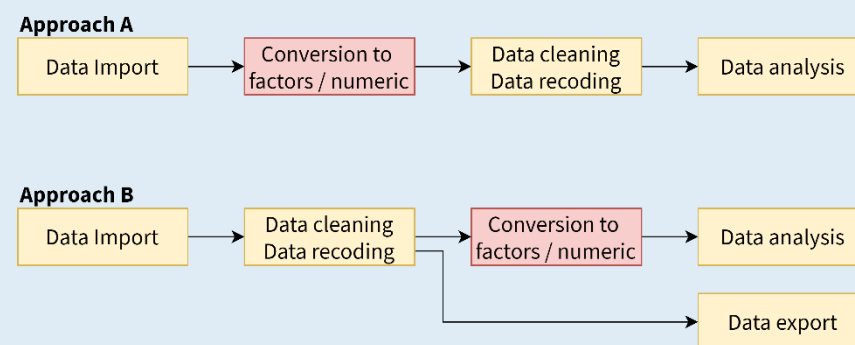 Approach A
Data Import
Conversion to
factors / numeric
Data cleaning
Data recoding
Data analysis
Approach B
Data Import
Data cleaning
Data recoding
Conversion to
factors / numeric
Data analysis
Data export